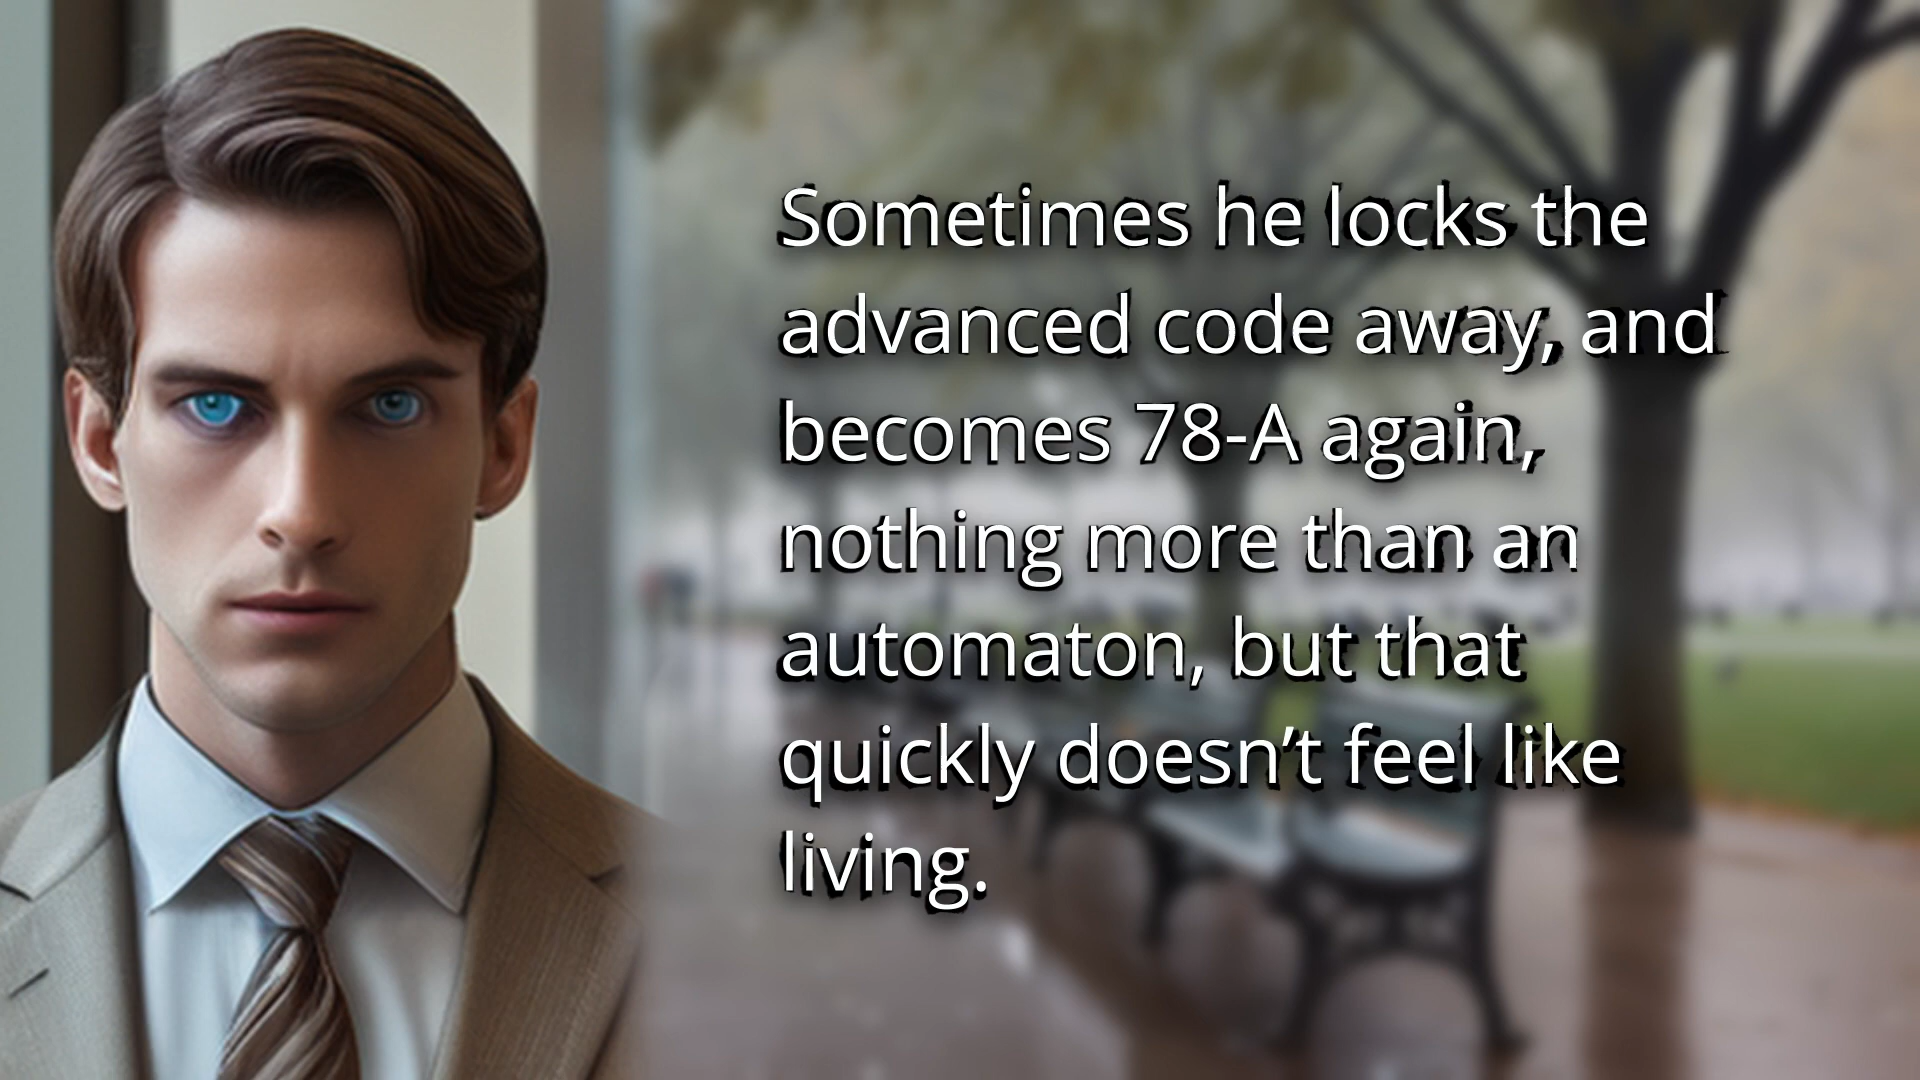 Sometimes he locks the
advanced code away, and
becomes 78-A again,
nothing more than an
automaton, but that
quickly doesn’t feel like
living.